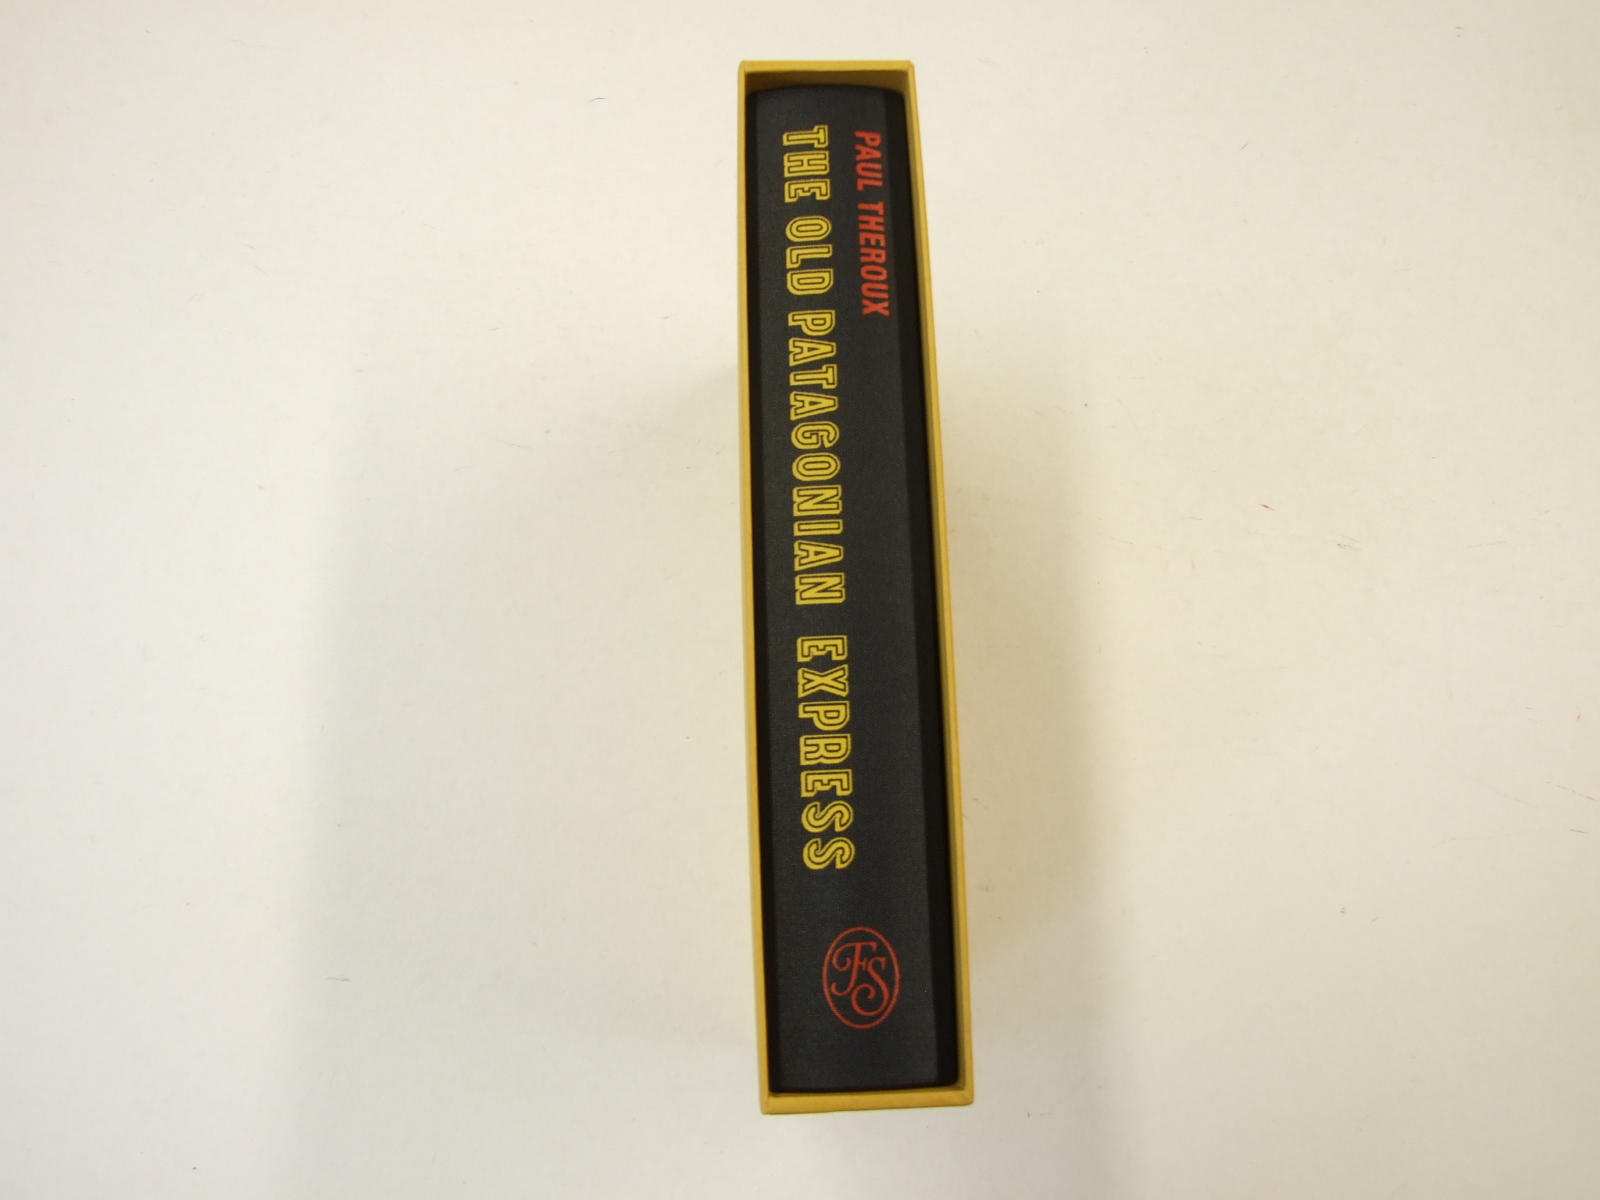 PAUL THEROUX
THE OLD PATAGONIAN EXPRESS
FS